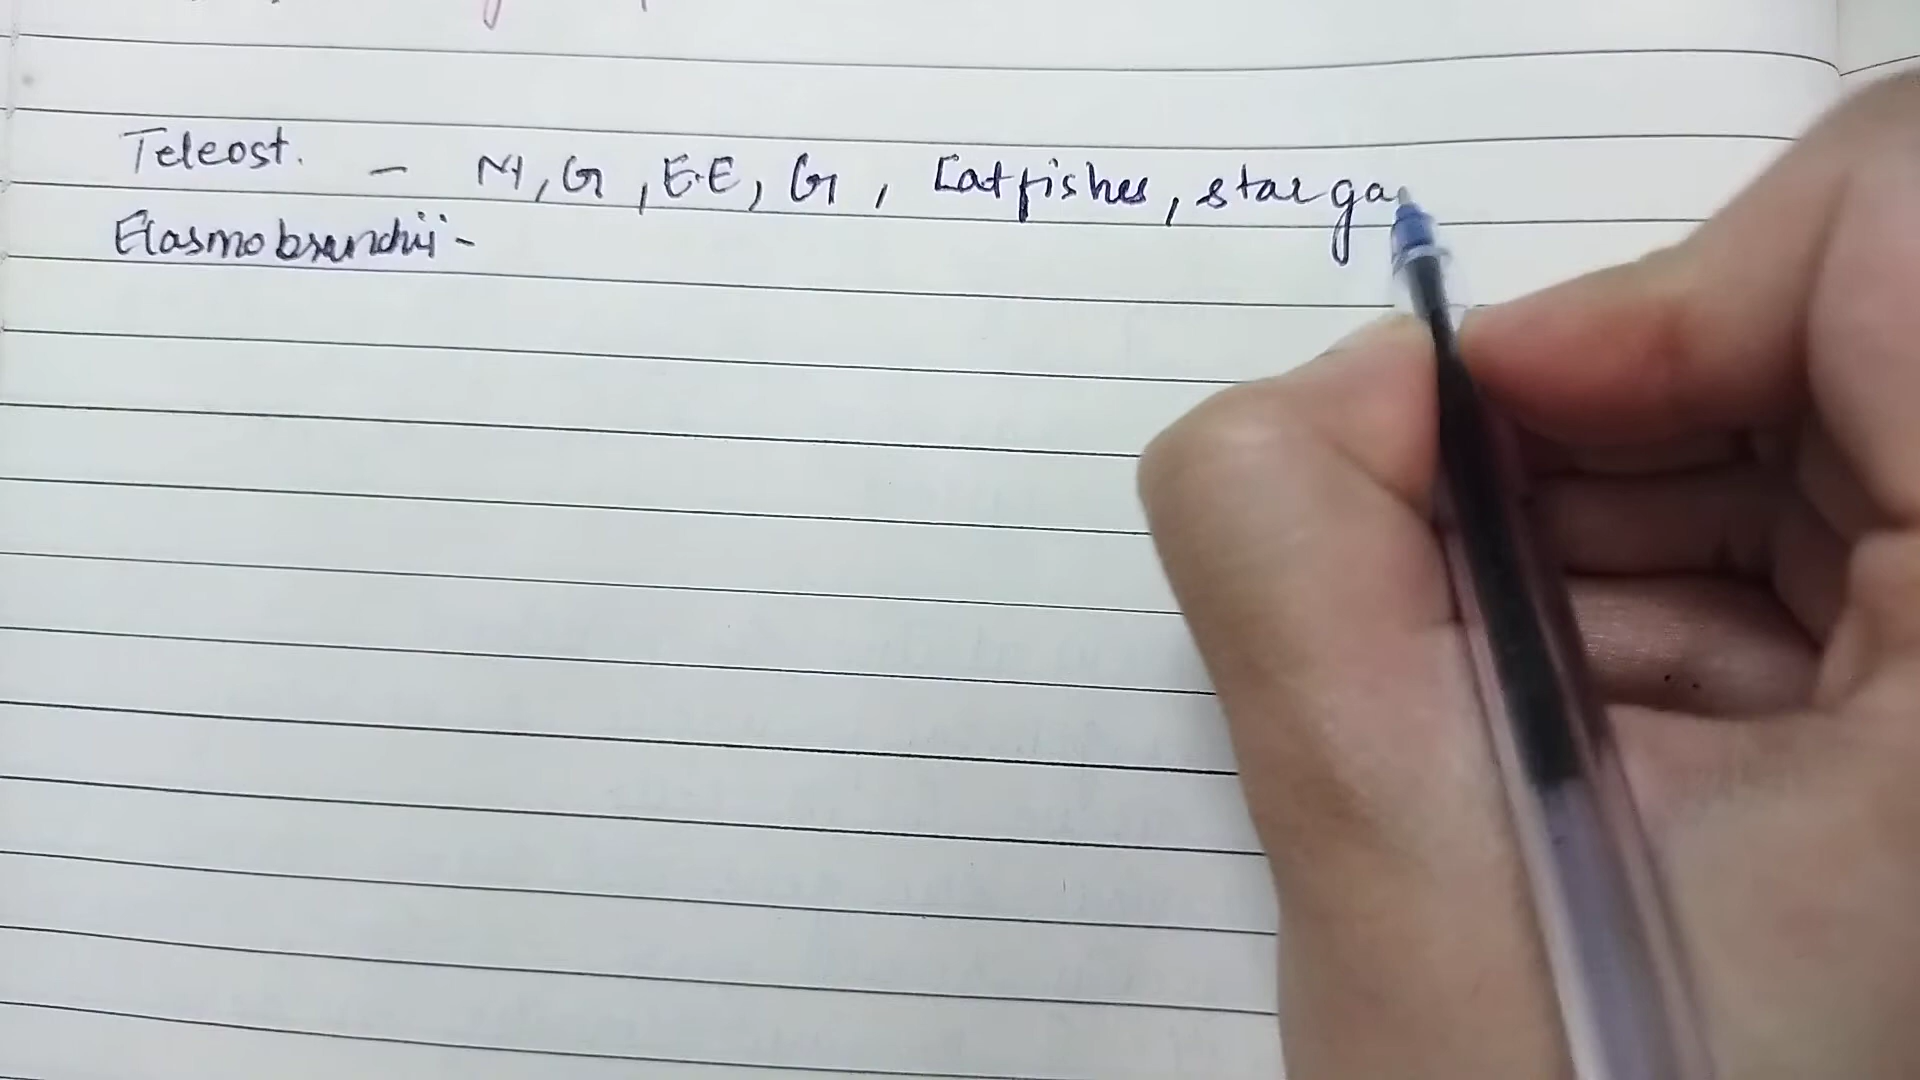 Teleost. - N, G, E.E, G, Catfishes, star ga
Elasmobranchii -